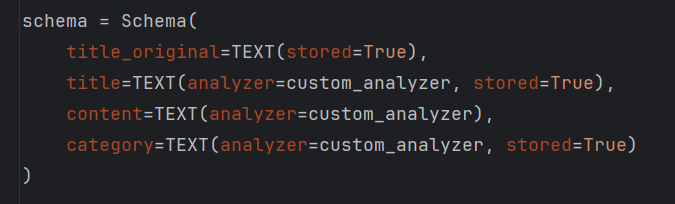 schema = Schema(
    title_original=TEXT(stored=True),
    title=TEXT(analyzer=custom_analyzer, stored=True),
    content=TEXT(analyzer=custom_analyzer),
    category=TEXT(analyzer=custom_analyzer, stored=True)
)